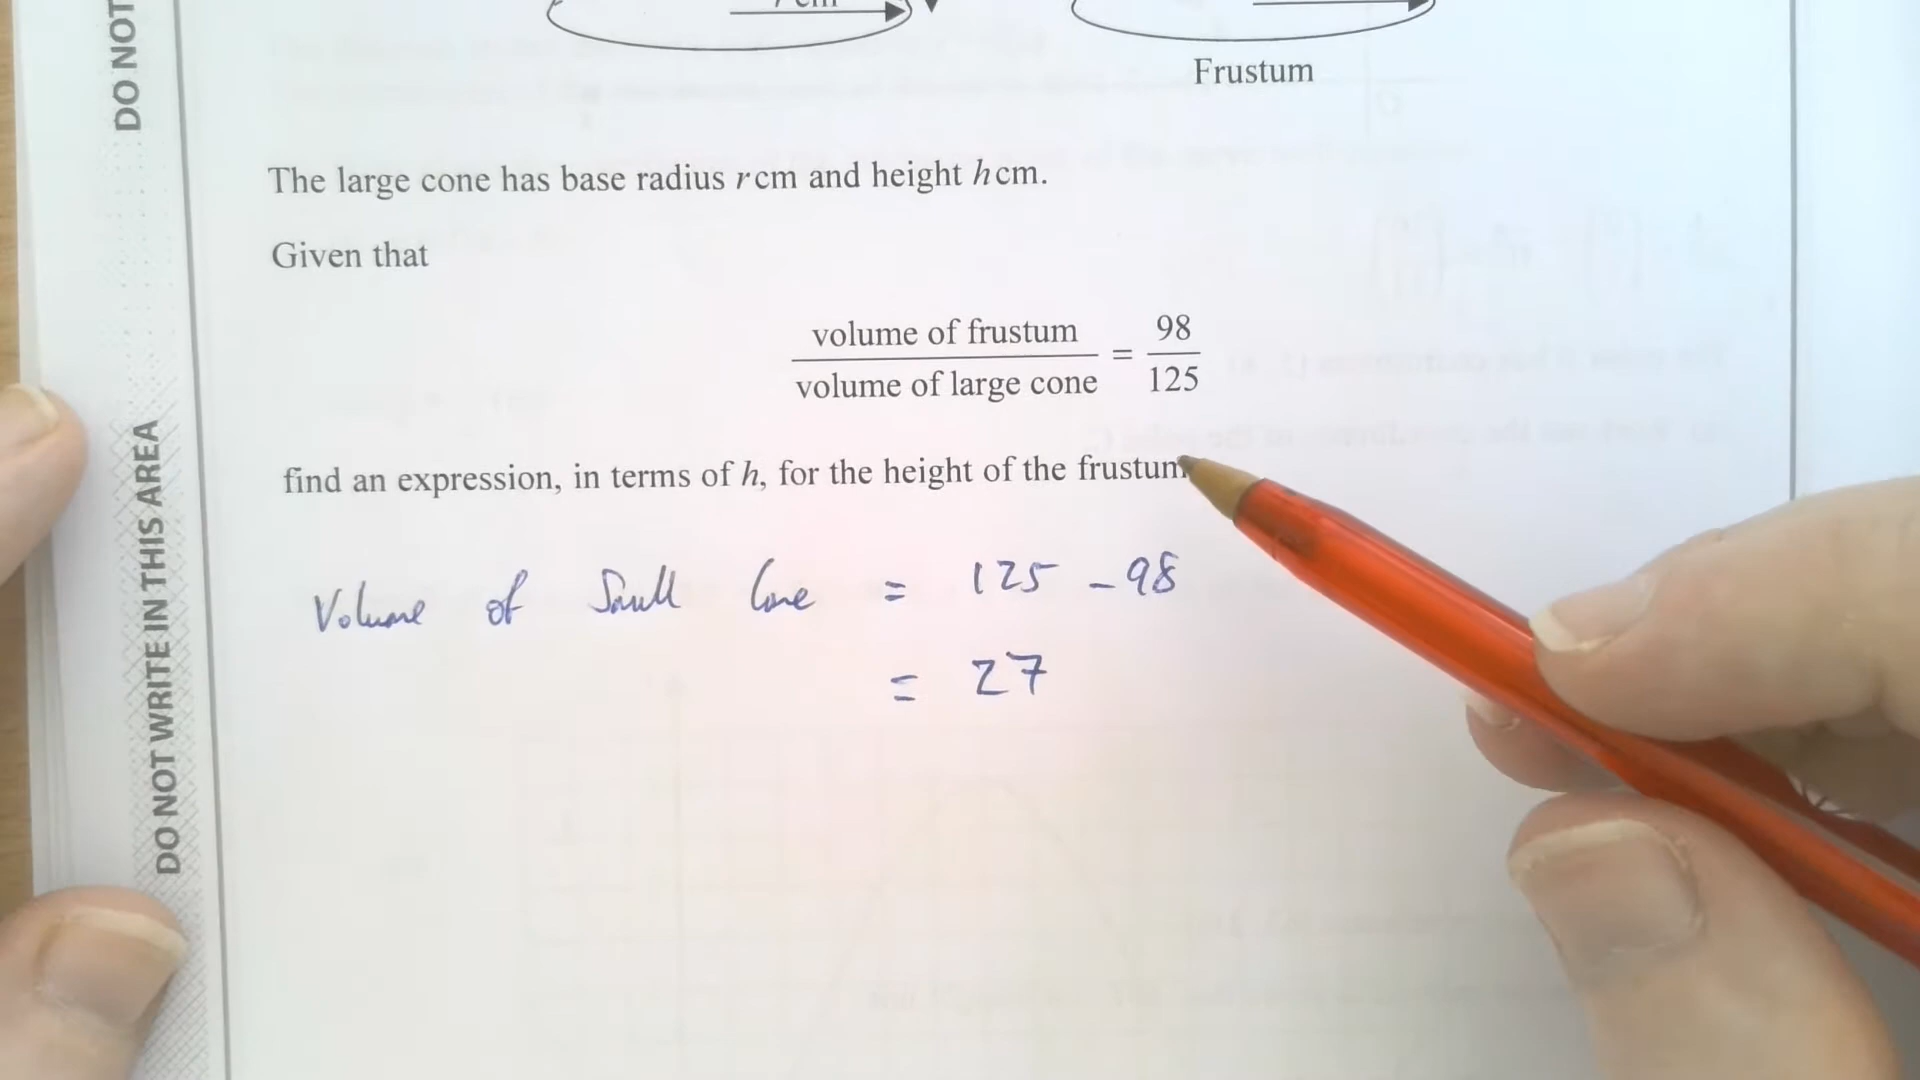 r cm
Frustum
The large cone has base radius r cm and height h cm.
Given that
volume of frustum
volume of large cone
=
98
125
find an expression, in terms of h, for the height of the frustum
Volume of Small Cone = 125 - 98
= 27
DO NOT
DO NOT WRITE IN THIS AREA